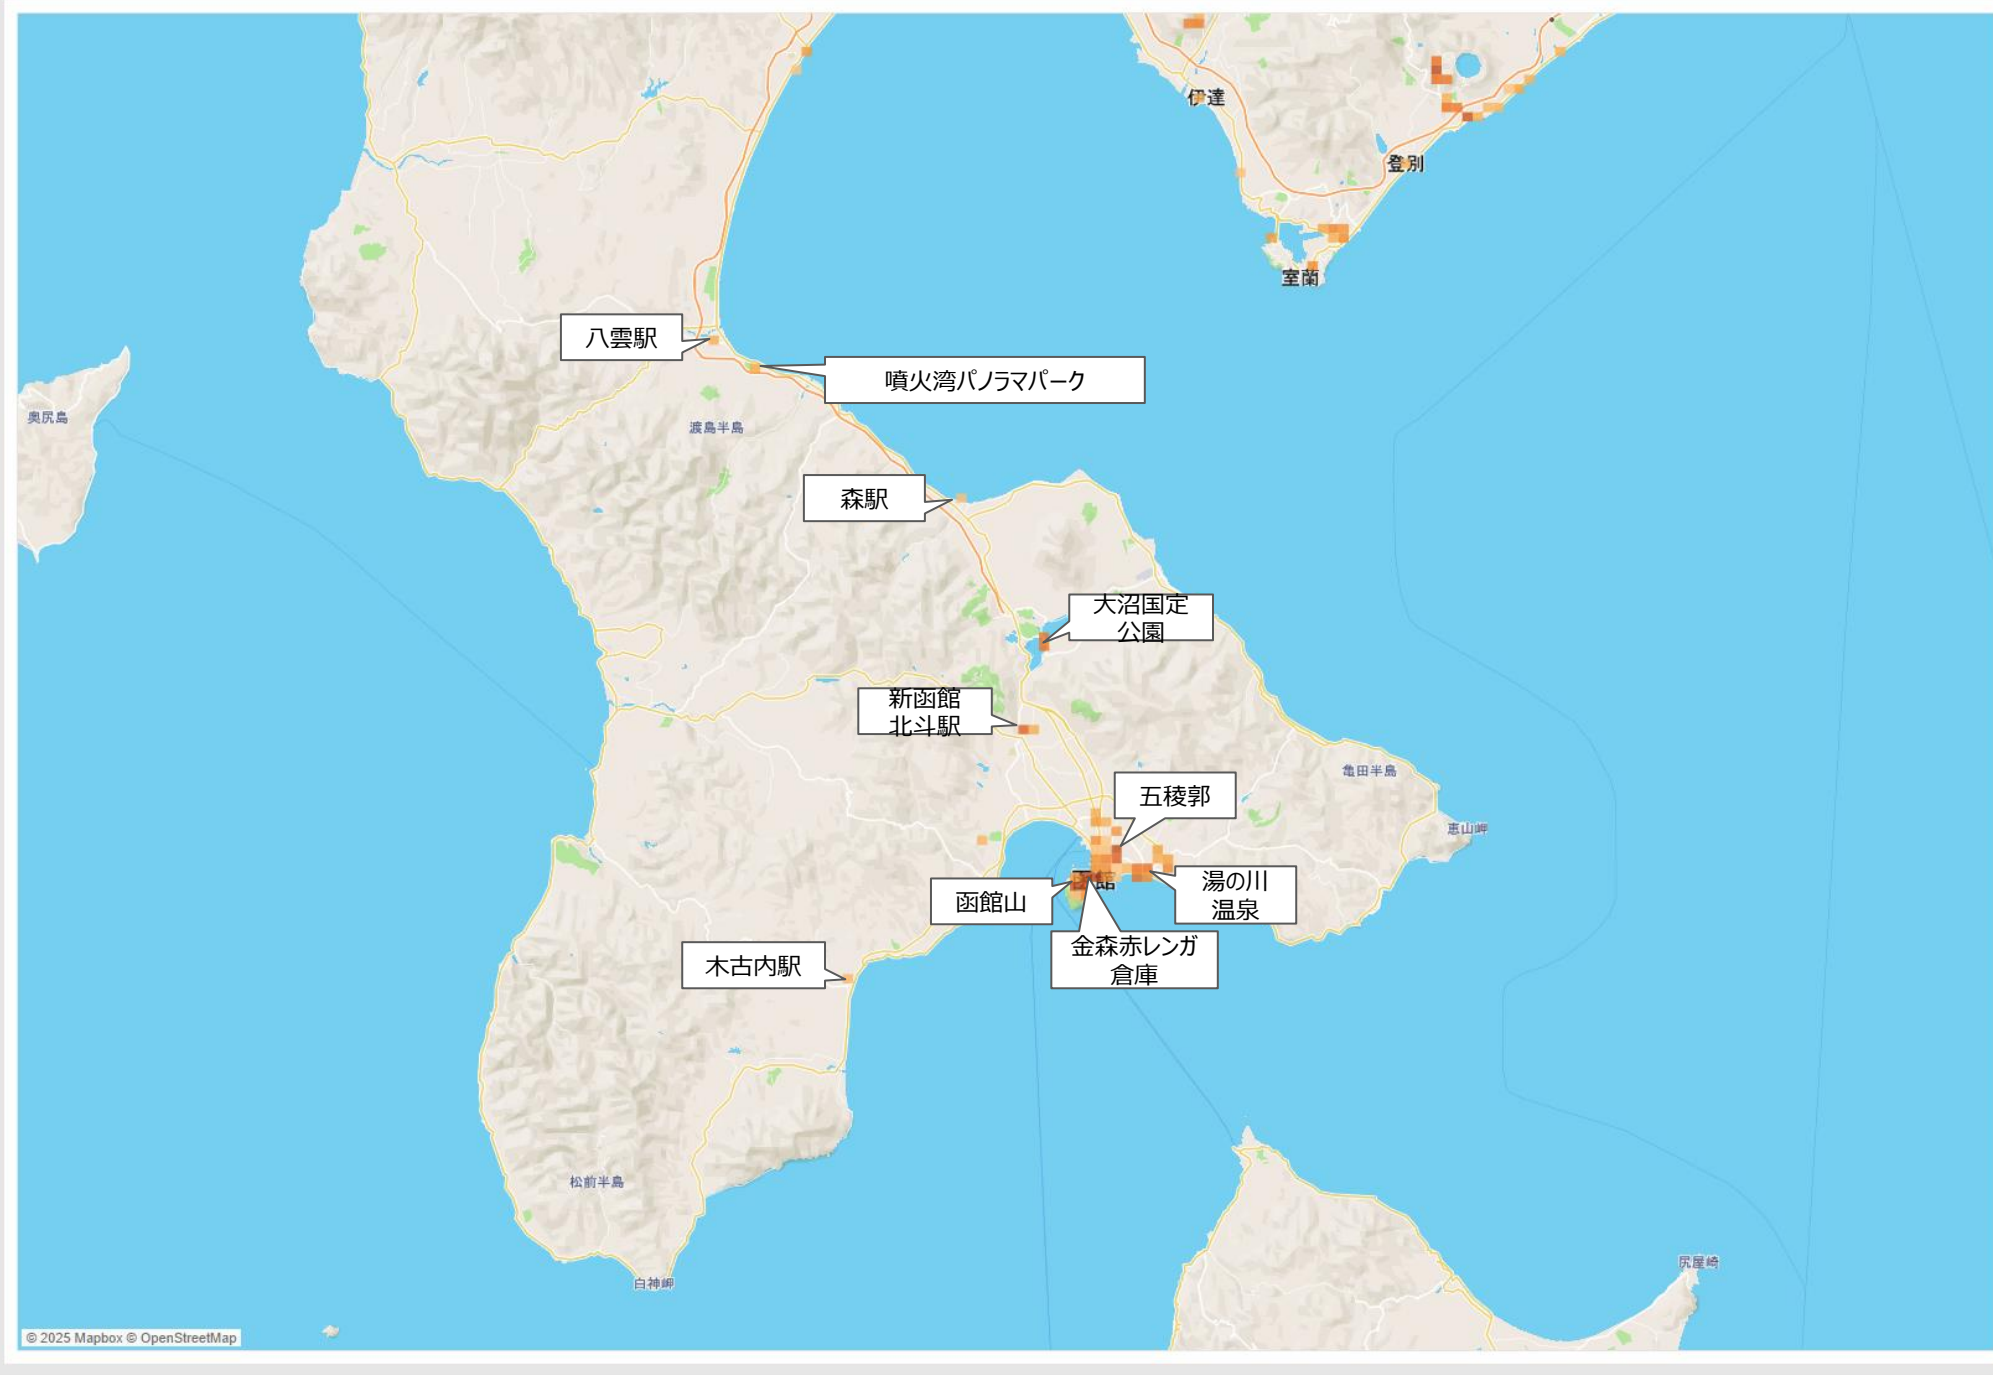 伊達
登別
室蘭
八雲駅
噴火湾パノラマパーク
奥尻島
渡島半島
森駅
大沼国定
公園
新函館
北斗駅
亀田半島
五稜郭
恵山岬
函館
湯の川
温泉
函館山
金森赤レンガ
倉庫
木古内駅
松前半島
白神岬
尻屋崎
© 2025 Mapbox © OpenStreetMap